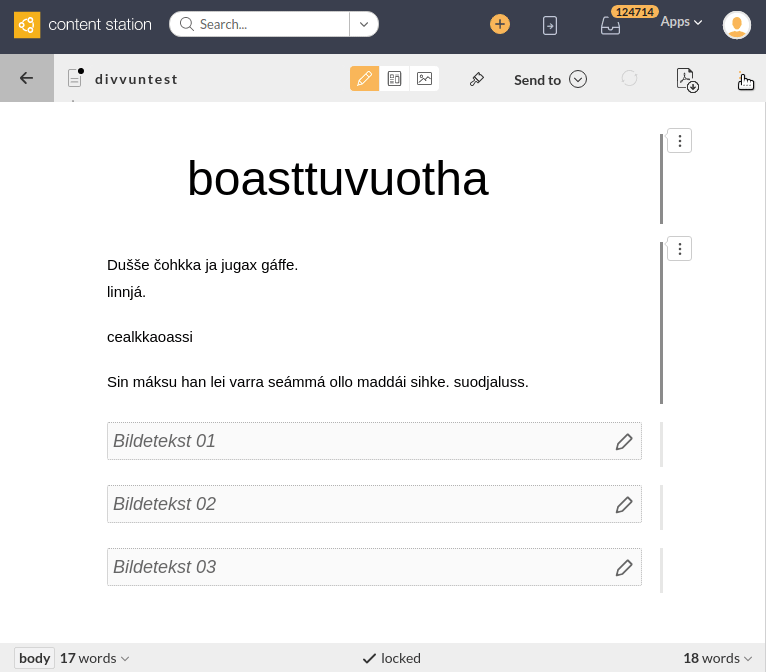 content station
Search...
124714
Apps
divvuntest
Send to
boasttuvuotha
Dušše čohkka ja jugax gáffe.
linnjá.
cealkkaoassi
Sin máksu han lei varra seámmá ollo maddái sihke. suodjaluss.
Bildetekst 01
Bildetekst 02
Bildetekst 03
body 17 words
locked
18 words